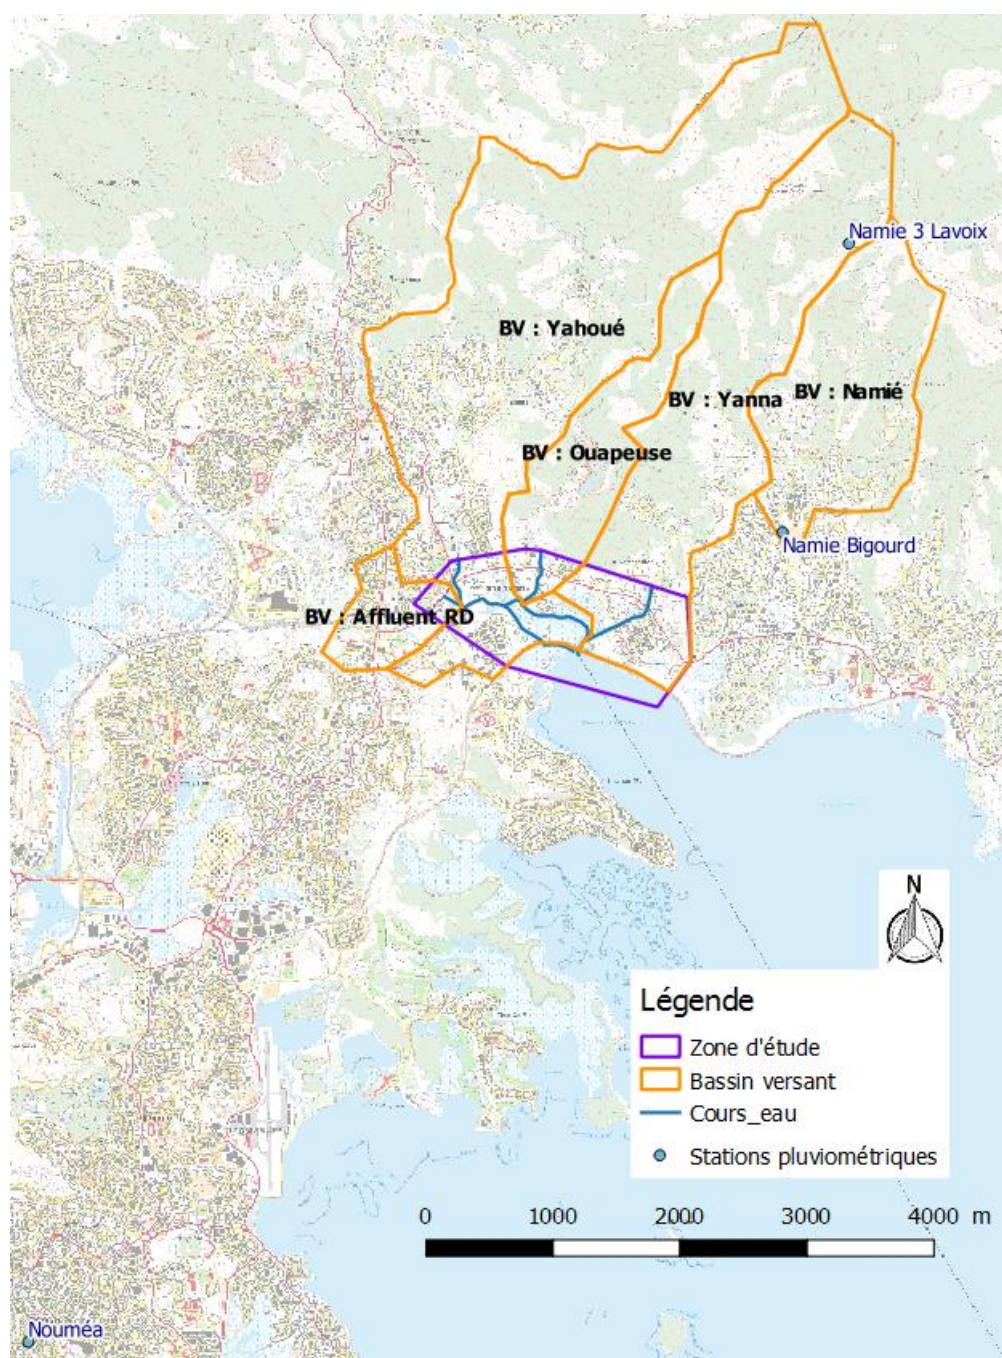 Namie 3 Lavoix
BV : Yahoué
BV : Yanna
BV : Namié
BV : Ouapeuse
Namie Bigourd
BV : Affluent RD
N
Légende
Zone d'étude
Bassin versant
Cours_eau
Stations pluviométriques
0 1000 2000 3000 4000 m
Nouméa